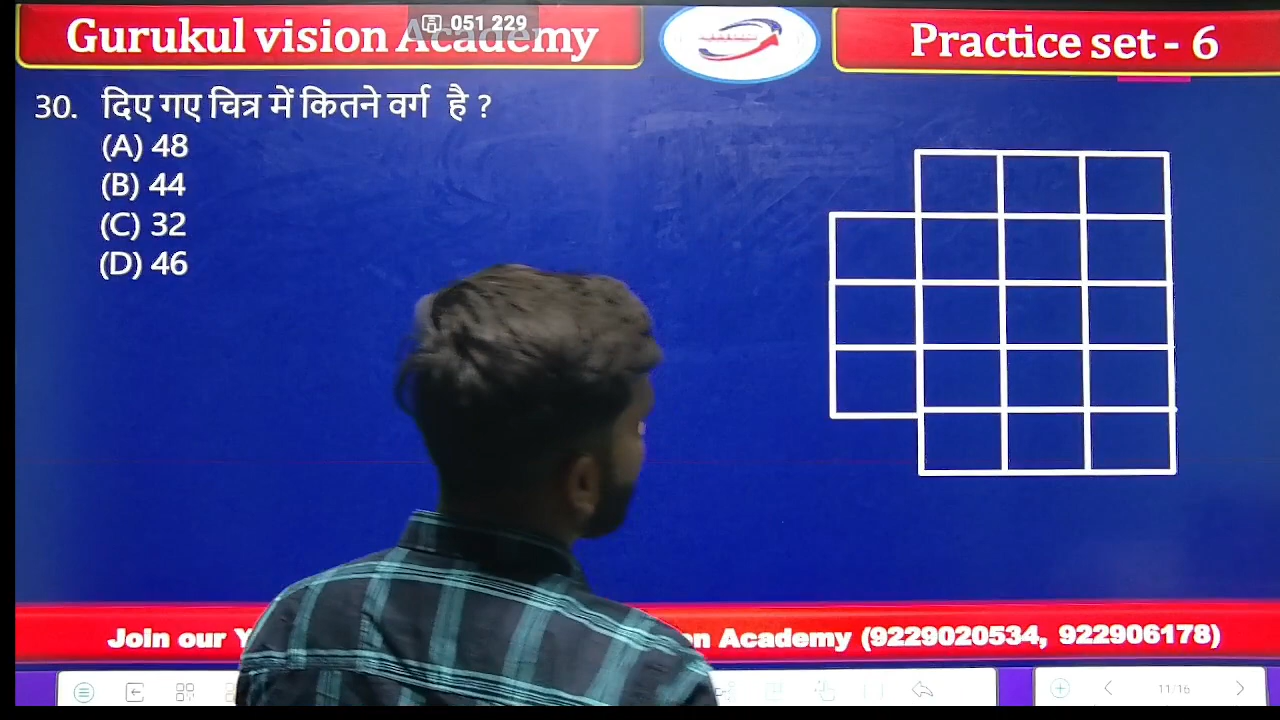 Gurukul vision Academy
051 229
Practice set - 6
30. दिए गए चित्र में कितने वर्ग है ?
(A) 48
(B) 44
(C) 32
(D) 46
Join our Y
n Academy (9229020534, 922906178)
11/16